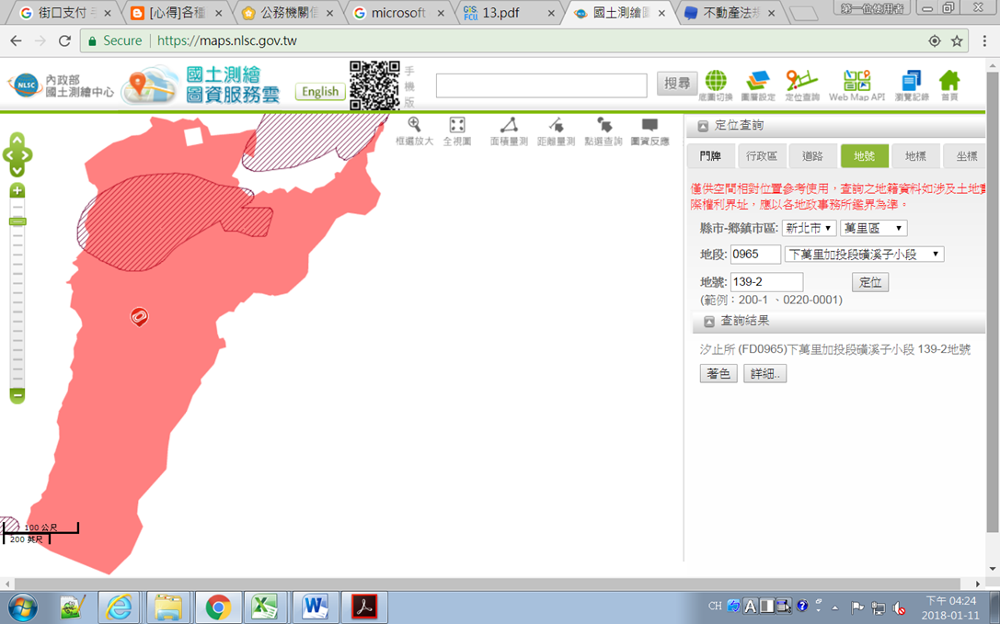 街口支付 手
[心得]各種
公務機關信
microsoft
13.pdf
國土測繪圖
不動產法規
第一位使用者
Secure
https://maps.nlsc.gov.tw
NLSC
內政部
國土測繪中心
國土測繪
圖資服務雲
English
手機版
搜尋
底圖切換
圖層設定
定位查詢
Web Map API
瀏覽記錄
首頁
框選放大
全視圖
面積量測
距離量測
點選查詢
圖資反應
定位查詢
門牌
行政區
道路
地號
地標
坐標
僅供空間相對位置參考使用，查詢之地籍資料如涉及土地實
際權利界址，應以各地政事務所鑑界為準。
縣市-鄉鎮市區: 新北市 萬里區
地段: 0965 下萬里加投段磺溪子小段
地號: 139-2 定位
(範例：200-1 、0220-0001)
查詢結果
汐止所 (FD0965)下萬里加投段磺溪子小段 139-2地號
著色 詳細..
100 公尺
200 英尺
CH
下午 04:24
2018-01-11